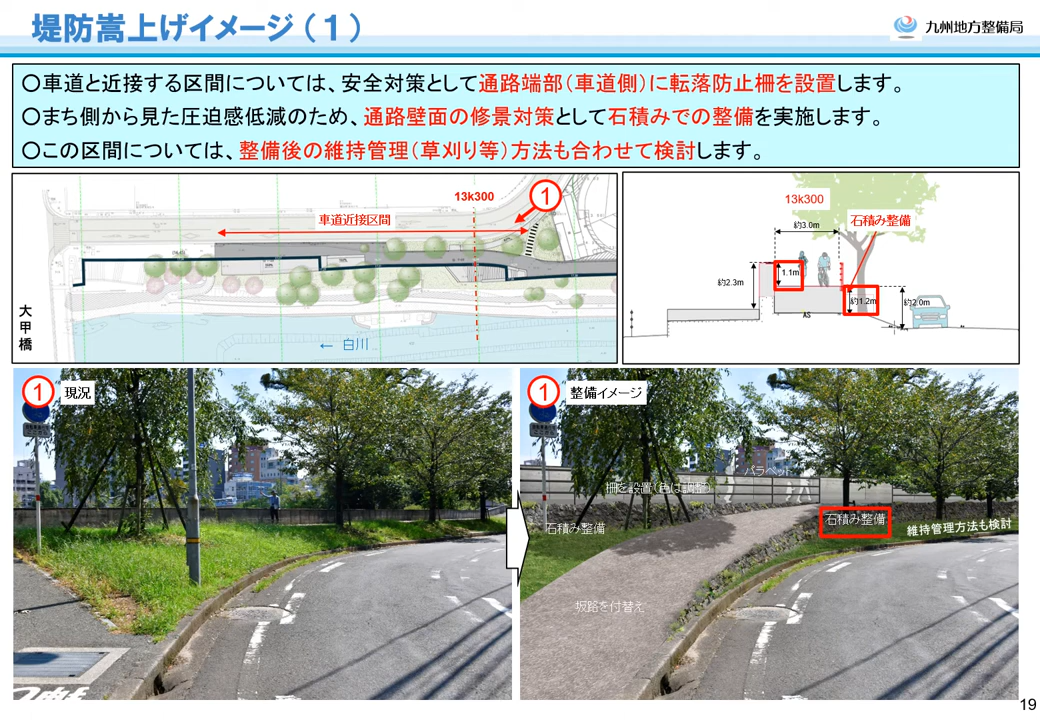 堤防嵩上げイメージ(1)
九州地方整備局
〇車道と近接する区間については、安全対策として通路端部(車道側)に転落防止柵を設置します。
〇まち側から見た圧迫感低減のため、通路壁面の修景対策として石積みでの整備を実施します。
〇この区間については、整備後の維持管理(草刈り等)方法も合わせて検討します。
13k300
1
車道近接区間
大甲橋
← 白川
13k300
石積み整備
約3.0m
1.1m
約2.3m
約1.2m
約2.0m
AS
1 現況
1 整備イメージ
パラペット
柵を設置(色は調整)
石積み整備
石積み整備
維持管理方法も検討
坂路を付替え
19